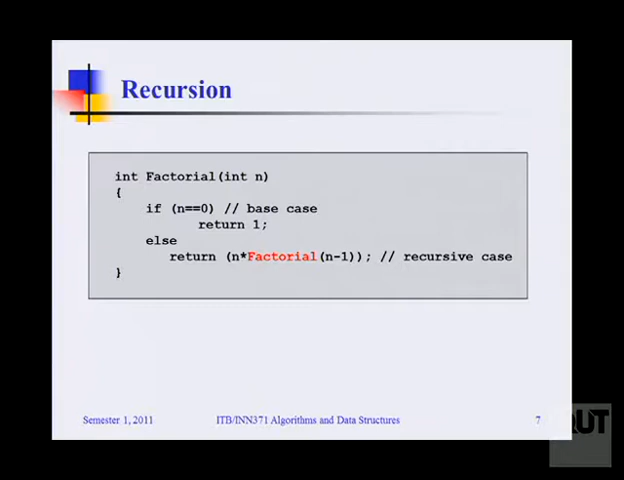 Recursion
int Factorial(int n)
{
if (n==0) // base case
return 1;
else
return (n*Factorial(n-1)); // recursive case
}
Semester 1, 2011 ITB/INN371 Algorithms and Data Structures 7
QUT